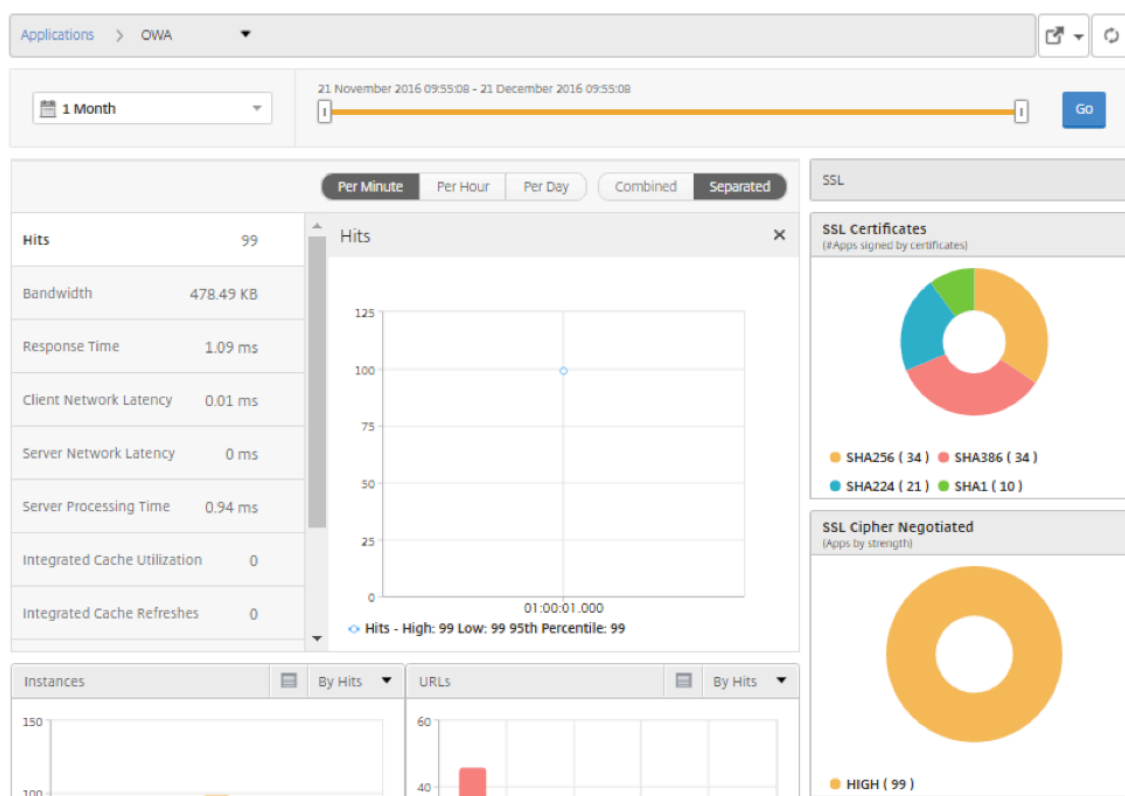 Applications > OWA
1 Month
21 November 2016 09:55:08 - 21 December 2016 09:55:08
Go
Per Minute Per Hour Per Day Combined Separated
Hits 99
Bandwidth 478.49 KB
Response Time 1.09 ms
Client Network Latency 0.01 ms
Server Network Latency 0 ms
Server Processing Time 0.94 ms
Integrated Cache Utilization 0
Integrated Cache Refreshes 0
Hits
125
100
75
50
25
0
01:00:01.000
Hits - High: 99 Low: 99 95th Percentile: 99
SSL
SSL Certificates
(#Apps signed by certificates)
SHA256 ( 34 ) SHA386 ( 34 )
SHA224 ( 21 ) SHA1 ( 10 )
SSL Cipher Negotiated
(Apps by strength)
HIGH ( 99 )
Instances By Hits
150
100
URLs By Hits
60
40